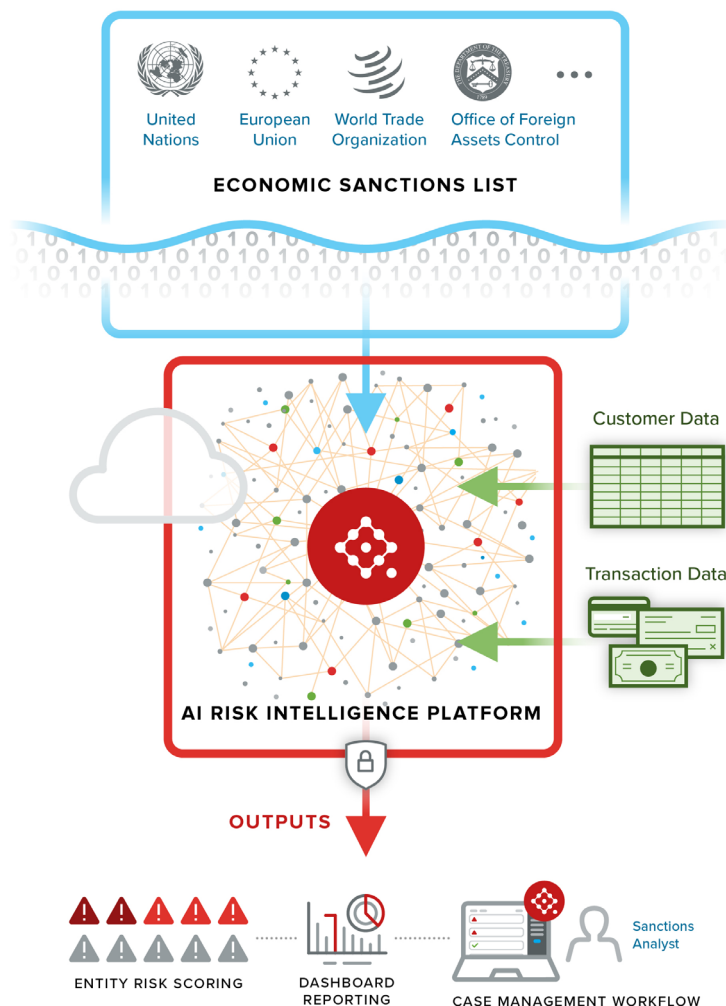 United
Nations
European
Union
World Trade
Organization
Office of Foreign
Assets Control
ECONOMIC SANCTIONS LIST
Customer Data
Transaction Data
AI RISK INTELLIGENCE PLATFORM
OUTPUTS
Sanctions
Analyst
ENTITY RISK SCORING
DASHBOARD
REPORTING
CASE MANAGEMENT WORKFLOW